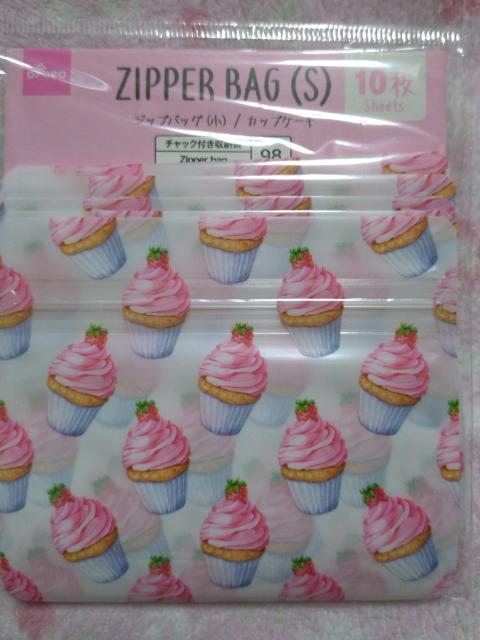 DAISO
ZIPPER BAG (S)
10枚
Sheets
ジップバッグ(小) / カップケーキ
チャック付き収納袋
Zipper bag
98